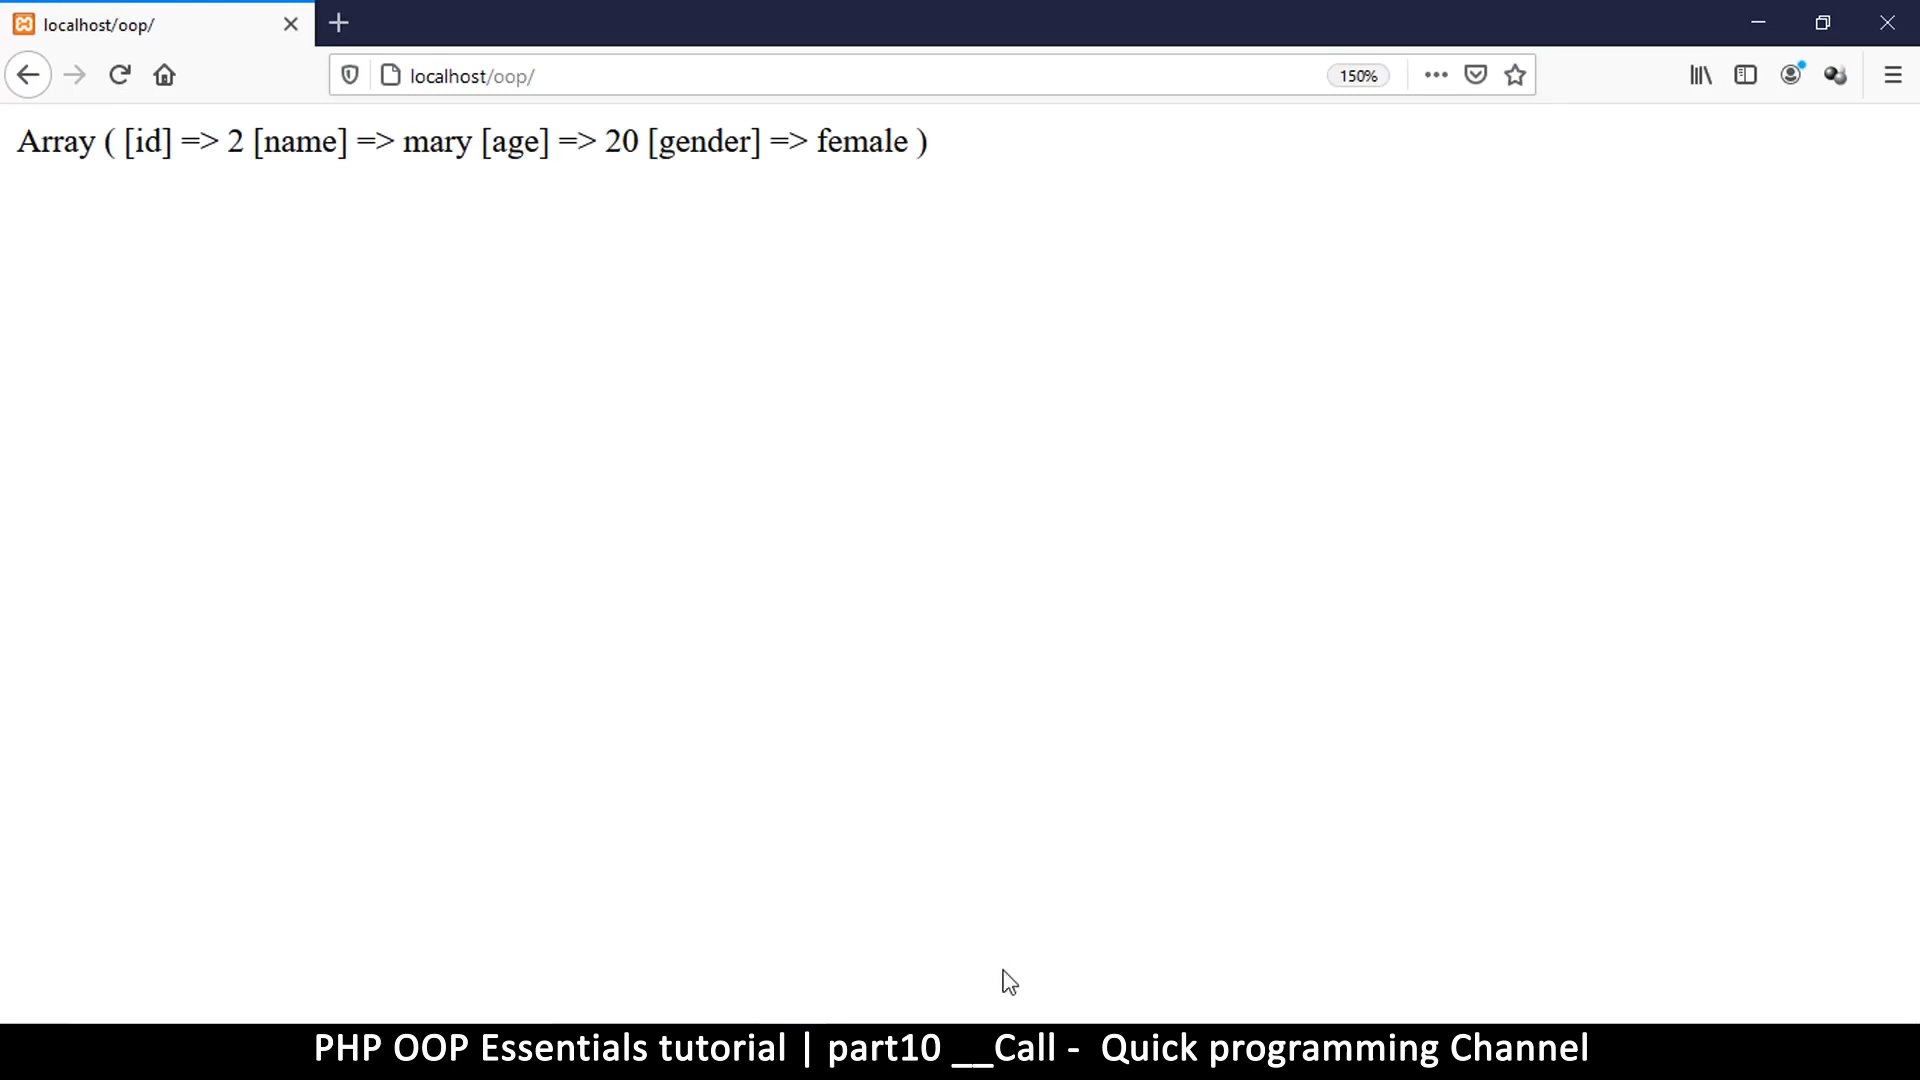 localhost/oop/
localhost/oop/
150%
Array ( [id] => 2 [name] => mary [age] => 20 [gender] => female )
PHP OOP Essentials tutorial | part10 __Call - Quick programming Channel